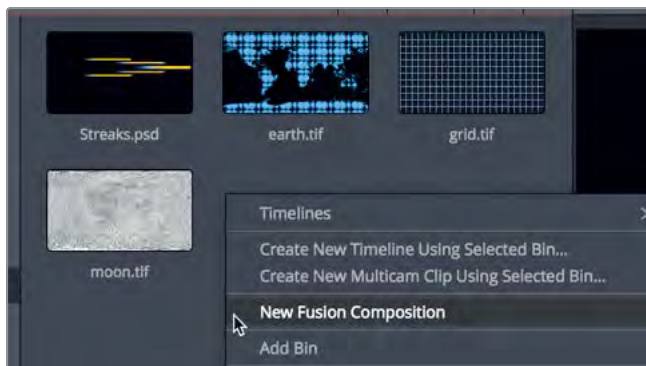 Streaks.psd
earth.tif
grid.tif
moon.tif
Timelines
Create New Timeline Using Selected Bin...
Create New Multicam Clip Using Selected Bin...
New Fusion Composition
Add Bin